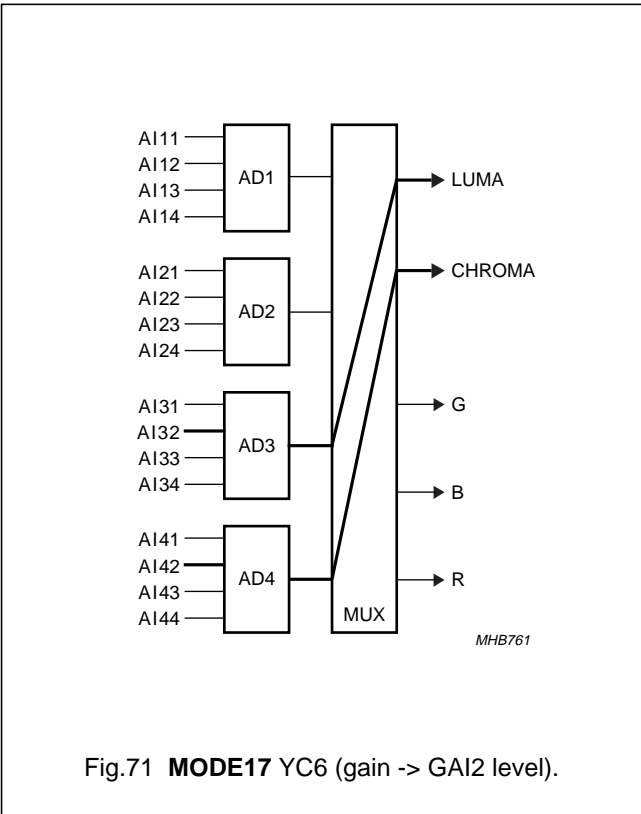 AI11
AI12
AI13
AI14
AD1
AI21
AI22
AI23
AI24
AD2
AI31
AI32
AI33
AI34
AD3
AI41
AI42
AI43
AI44
AD4
MUX
LUMA
CHROMA
G
B
R
MHB761
Fig.71 MODE17 YC6 (gain -> GAI2 level).